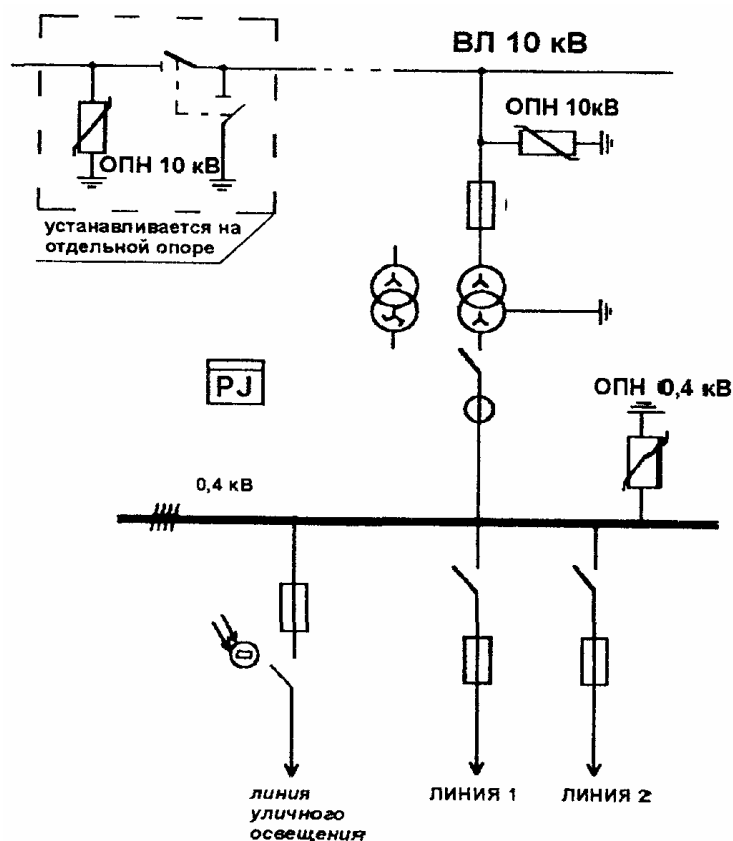 ВЛ 10 кВ
ОПН 10кВ
ОПН 10 кВ
устанавливается на
отдельной опоре
PJ
ОПН 0,4 кВ
0,4 кВ
линия
уличного
освещения
ЛИНИЯ 1
ЛИНИЯ 2